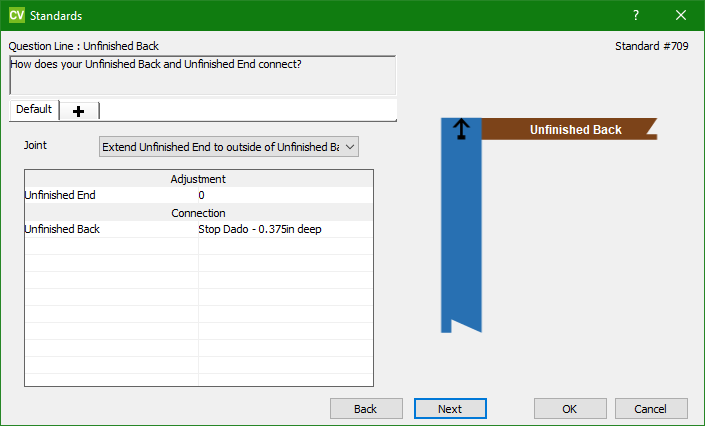 CV Standards
Question Line : Unfinished Back Standard #709
How does your Unfinished Back and Unfinished End connect?
Default
Joint Extend Unfinished End to outside of Unfinished Ba
Unfinished Back
Adjustment
Unfinished End 0
Connection
Unfinished Back Stop Dado - 0.375in deep
Back Next OK Cancel